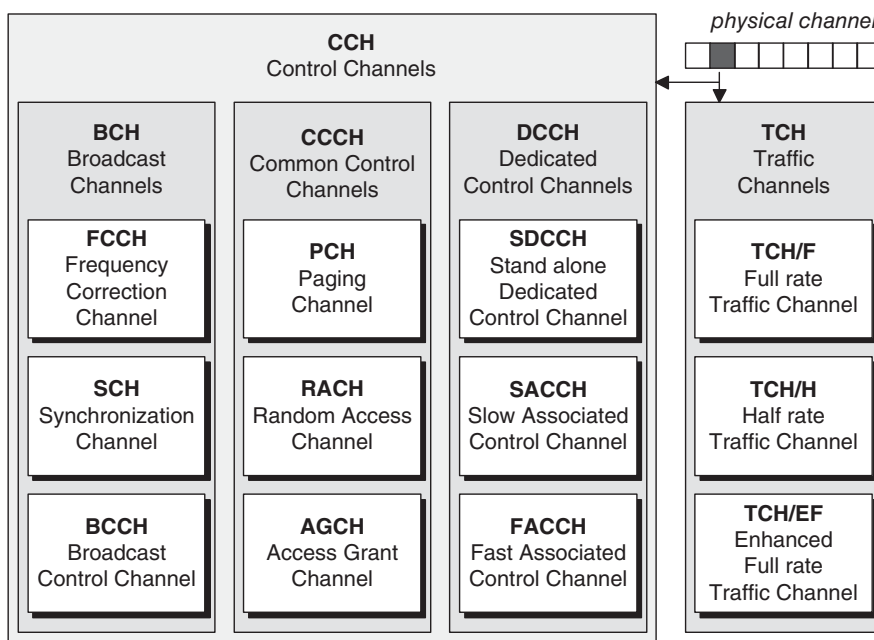 CCH
Control Channels
physical channel
BCH
Broadcast
Channels
FCCH
Frequency
Correction
Channel
SCH
Synchronization
Channel
BCCH
Broadcast
Control Channel
CCCH
Common Control
Channels
PCH
Paging
Channel
RACH
Random Access
Channel
AGCH
Access Grant
Channel
DCCH
Dedicated
Control Channels
SDCCH
Stand alone
Dedicated
Control Channel
SACCH
Slow Associated
Control Channel
FACCH
Fast Associated
Control Channel
TCH
Traffic
Channels
TCH/F
Full rate
Traffic Channel
TCH/H
Half rate
Traffic Channel
TCH/EF
Enhanced
Full rate
Traffic Channel